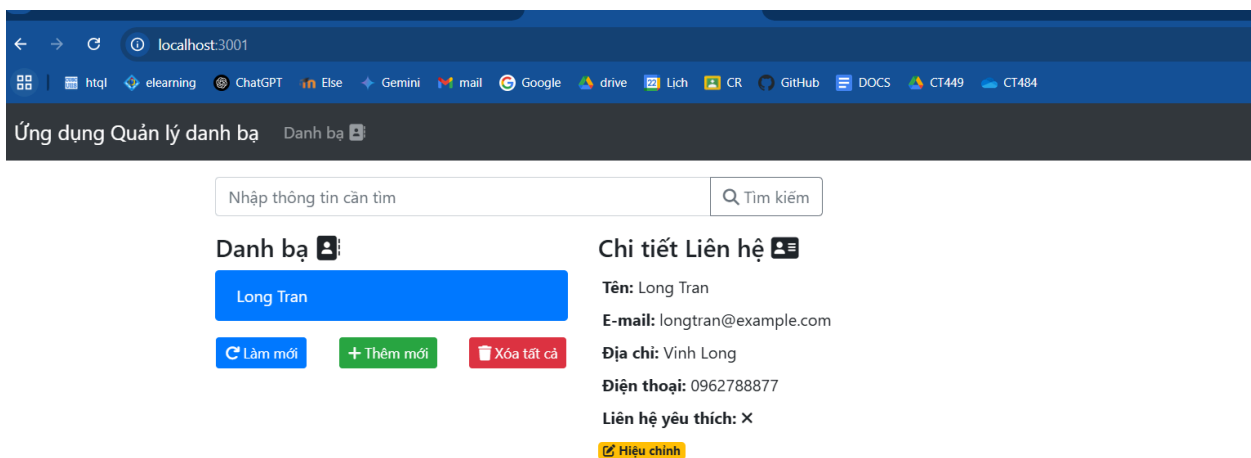 localhost:3001
htql elearning ChatGPT Else Gemini mail Google drive Lịch CR GitHub DOCS CT449 CT484
Ứng dụng Quản lý danh bạ Danh bạ
Nhập thông tin cần tìm Tìm kiếm
Danh bạ
Long Tran
Làm mới Thêm mới Xóa tất cả
Chi tiết Liên hệ
Tên: Long Tran
E-mail: longtran@example.com
Địa chỉ: Vinh Long
Điện thoại: 0962788877
Liên hệ yêu thích:
Hiệu chỉnh